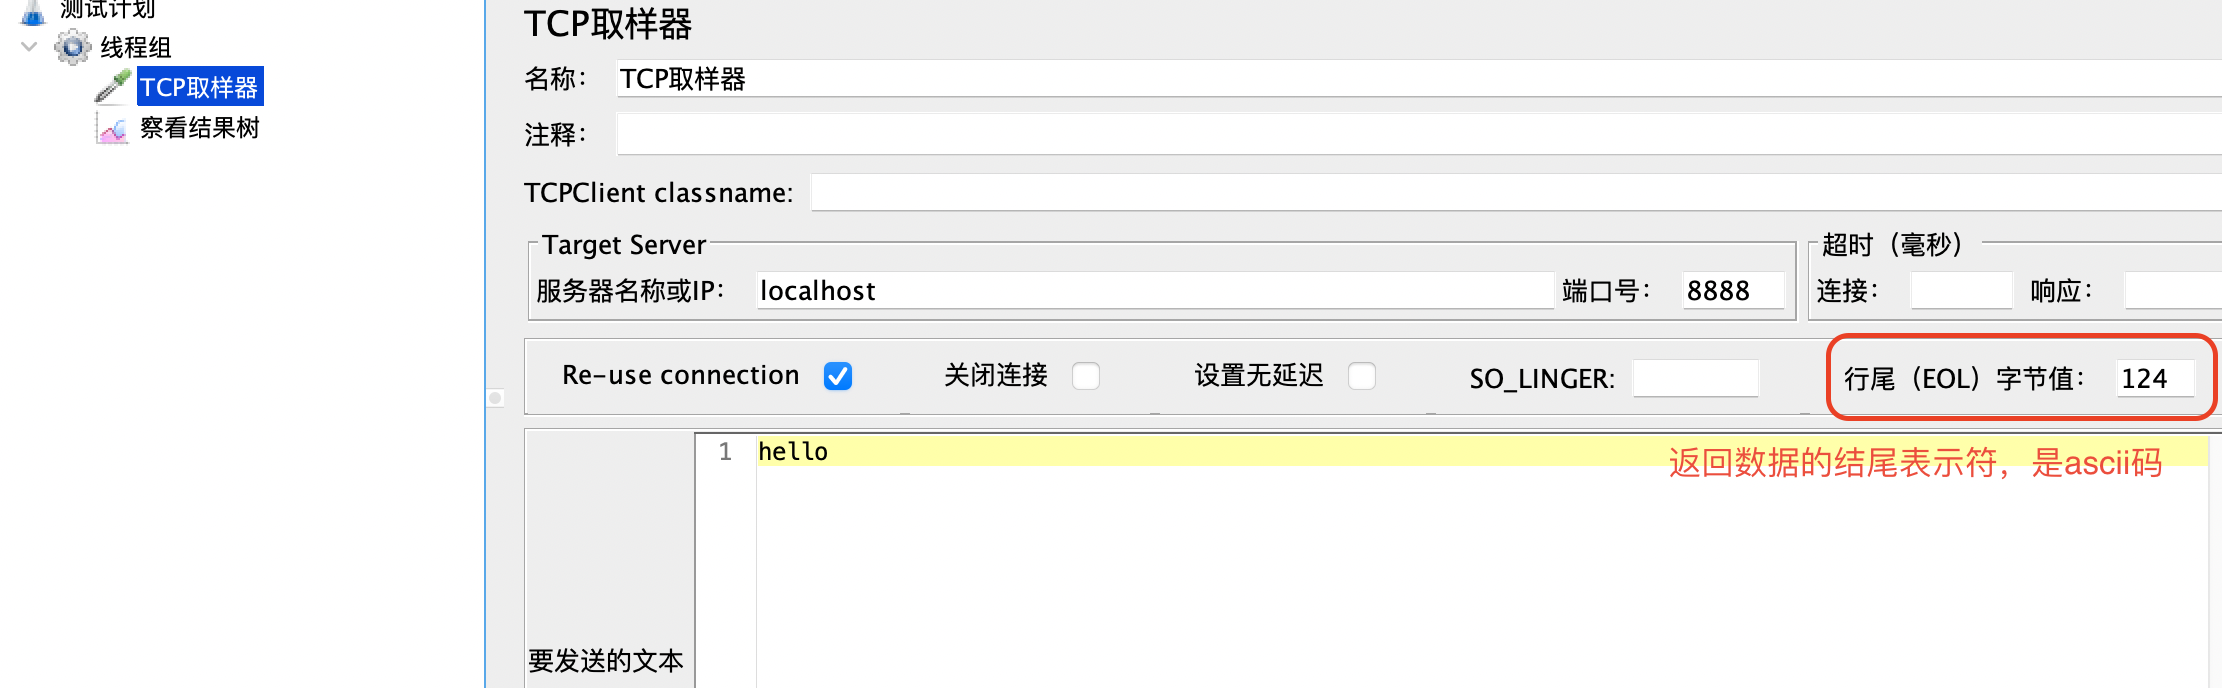 测试计划
线程组
TCP取样器
察看结果树
TCP取样器
名称： TCP取样器
注释：
TCPClient classname:
Target Server
服务器名称或IP： localhost 端口号： 8888
超时（毫秒）
连接： 响应：
Re-use connection 关闭连接 设置无延迟 SO_LINGER: 行尾（EOL）字节值： 124
1 hello
返回数据的结尾表示符，是ascii码
要发送的文本